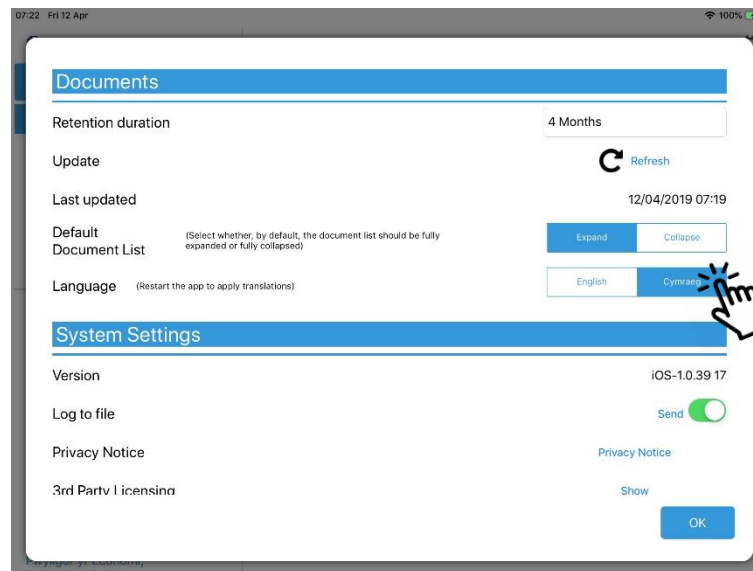 07:22 Fri 12 Apr
100%
Documents
Retention duration
4 Months
Update
Refresh
Last updated
12/04/2019 07:19
Default
Document List
(Select whether, by default, the document list should be fully
expanded or fully collapsed)
Expand
Collapse
Language
(Restart the app to apply translations)
English
Cymraeg
System Settings
Version
iOS-1.0.39 17
Log to file
Send
Privacy Notice
Privacy Notice
3rd Party Licensing
Show
OK